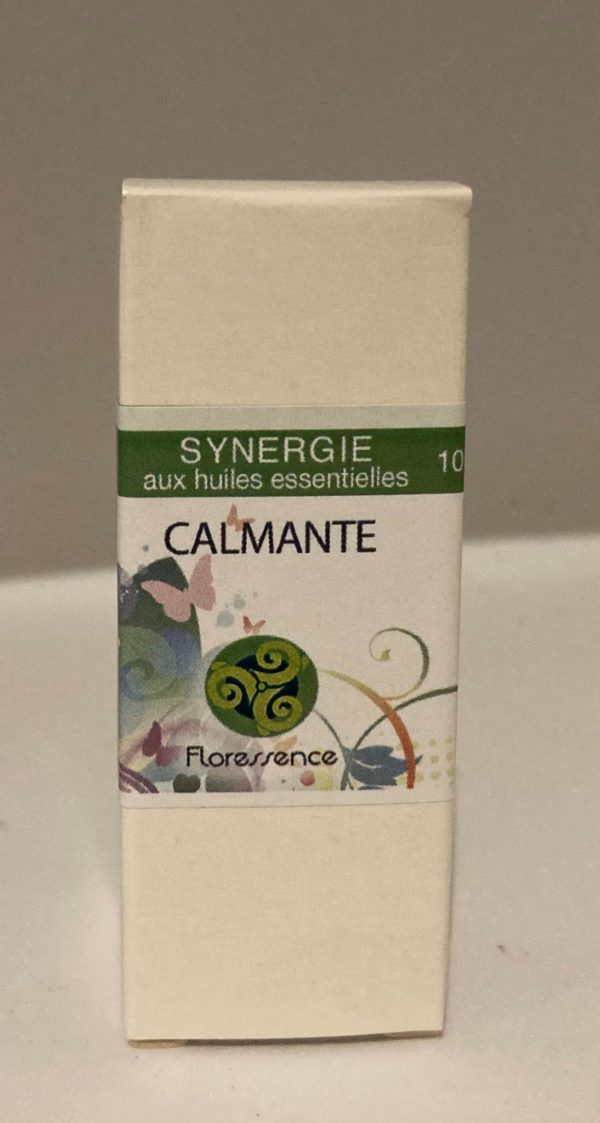 SYNERGIE
aux huiles essentielles
10
CALMANTE
Floressence